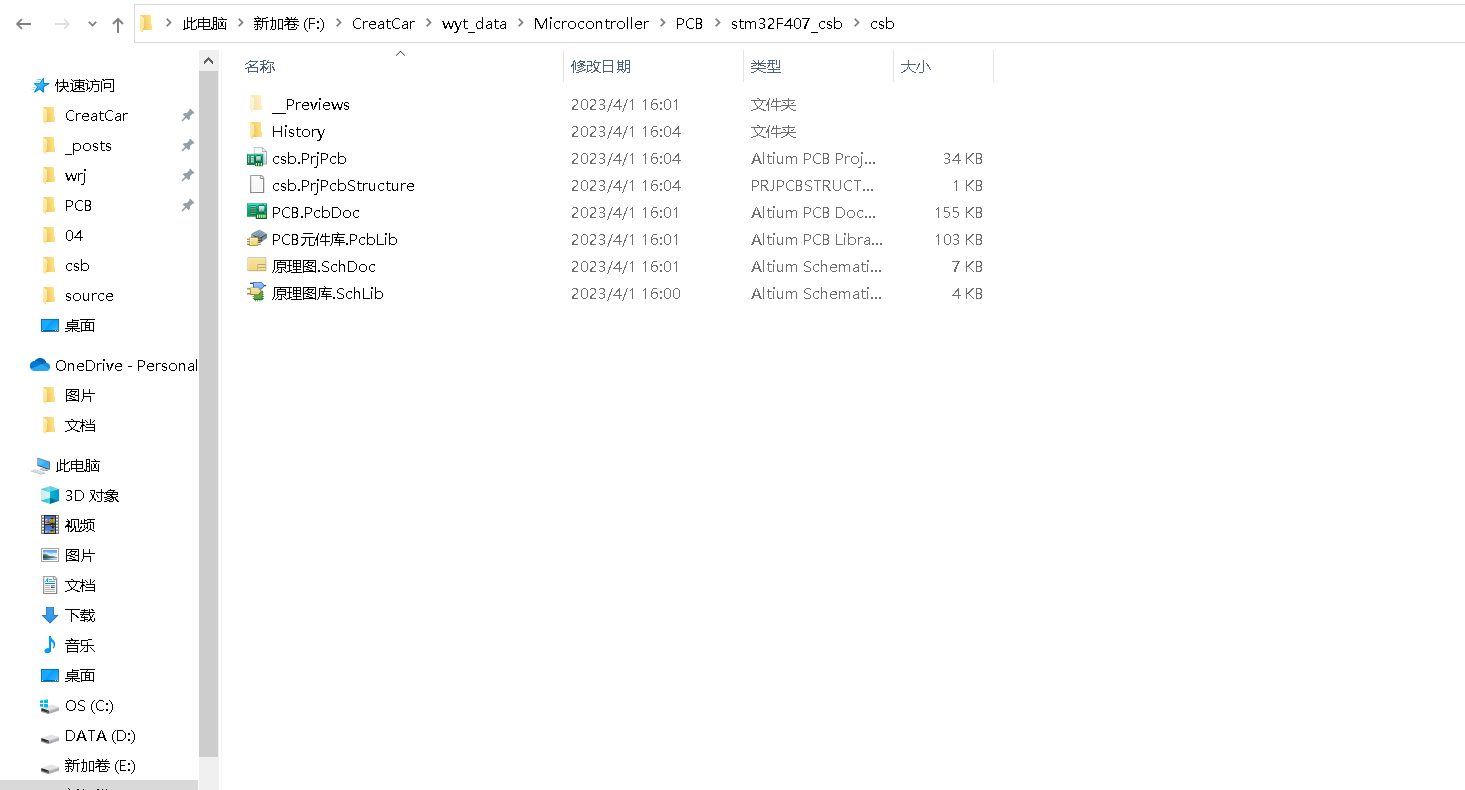 此电脑 新加卷 (F:) CreatCar wyt_data Microcontroller PCB stm32F407_csb csb
快速访问
CreatCar
_posts
wrj
PCB
04
csb
source
桌面
OneDrive - Personal
图片
文档
此电脑
3D 对象
视频
图片
文档
下载
音乐
桌面
OS (C:)
DATA (D:)
新加卷 (E:)
名称 修改日期 类型 大小
__Previews 2023/4/1 16:01 文件夹
History 2023/4/1 16:04 文件夹
csb.PrjPcb 2023/4/1 16:04 Altium PCB Proj... 34 KB
csb.PrjPcbStructure 2023/4/1 16:04 PRJPCBSTRUCT... 1 KB
PCB.PcbDoc 2023/4/1 16:01 Altium PCB Doc... 155 KB
PCB元件库.PcbLib 2023/4/1 16:01 Altium PCB Libra... 103 KB
原理图.SchDoc 2023/4/1 16:01 Altium Schemati... 7 KB
原理图库.SchLib 2023/4/1 16:00 Altium Schemati... 4 KB